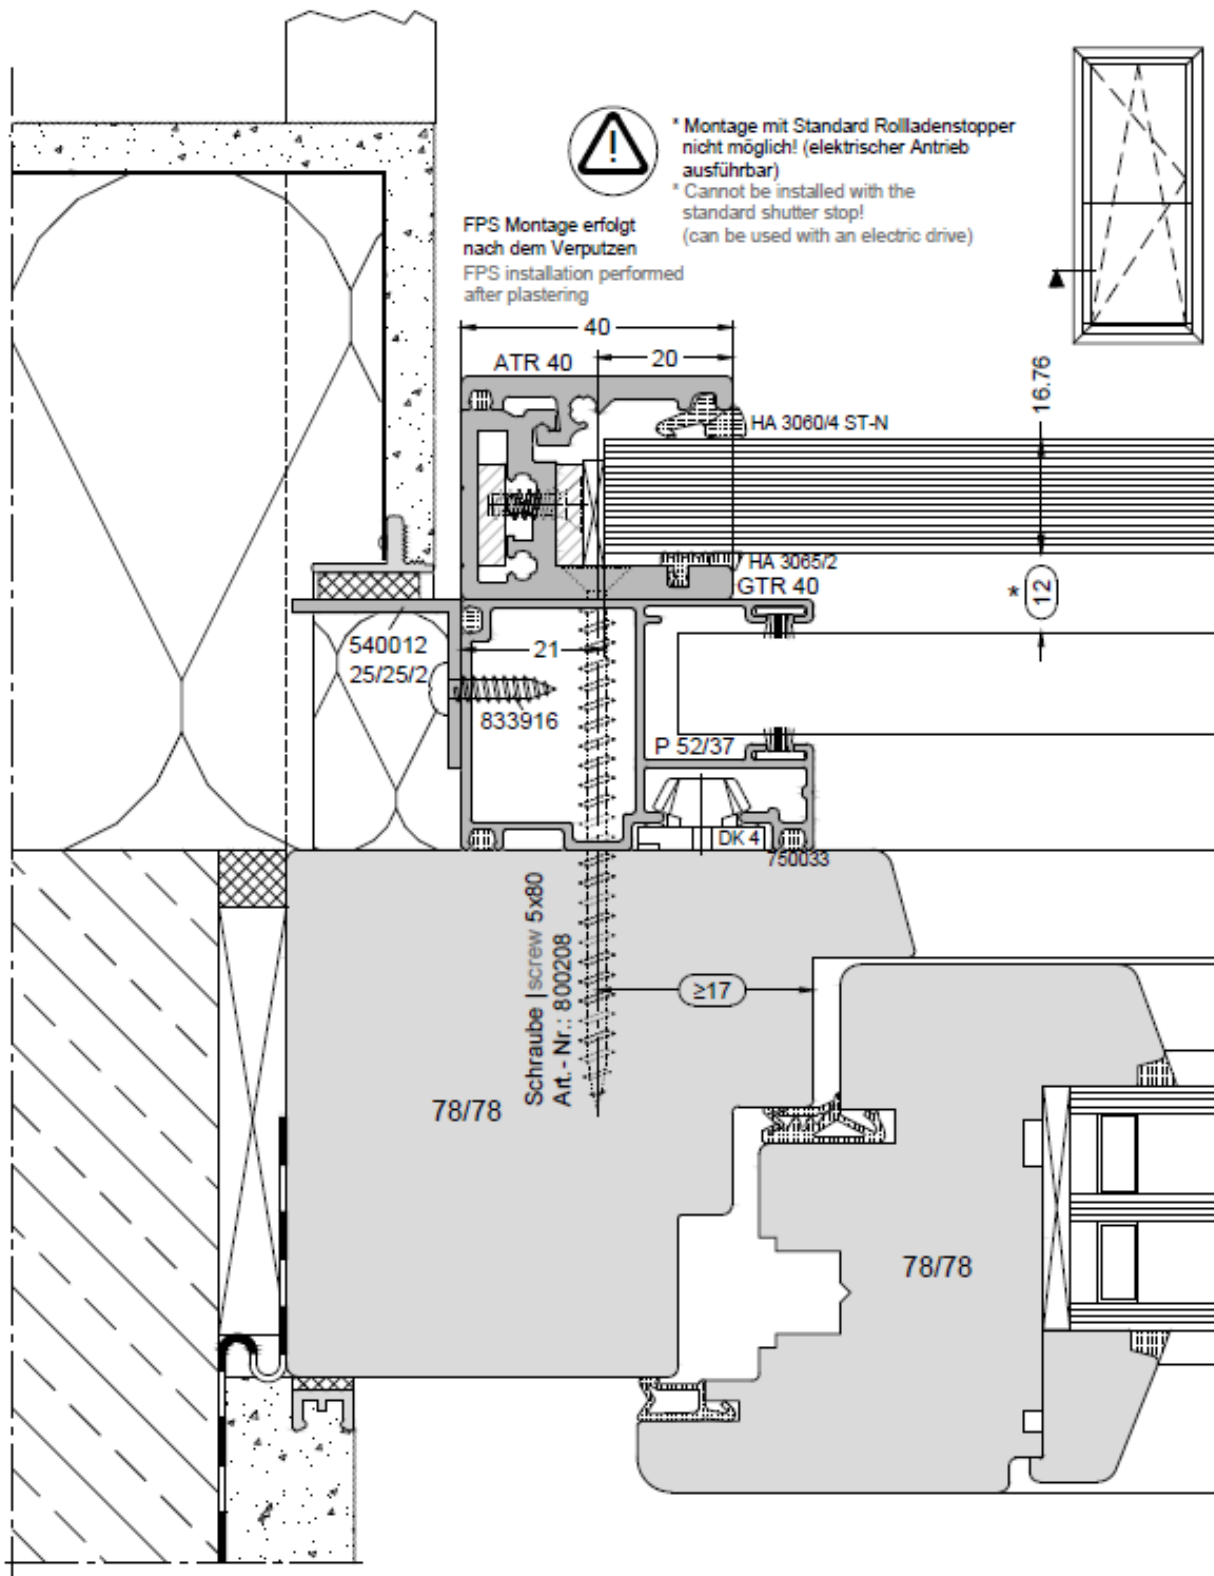 * Montage mit Standard Rollladenstopper
nicht möglich! (elektrischer Antrieb
ausführbar)
* Cannot be installed with the
standard shutter stop!
(can be used with an electric drive)
FPS Montage erfolgt
nach dem Verputzen
FPS installation performed
after plastering
40
ATR 40
20
16.76
HA 3060/4 ST-N
HA 3065/2
GTR 40
* 12
540012
25/25/2
21
833916
P 52/37
DK 4
750033
Schraube | screw 5x80
Art.- Nr.: 800208
≥17
78/78
78/78